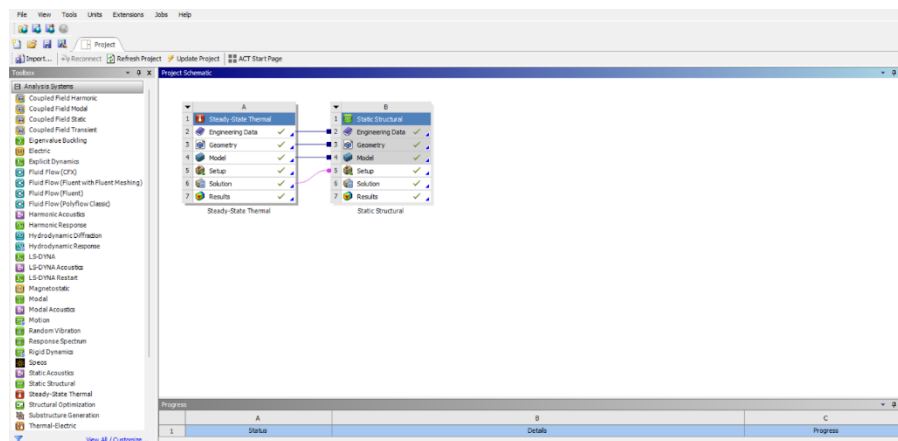 File View Tools Units Extensions Jobs Help
Project
Import... Reconnect Refresh Project Update Project ACT Start Page
Toolbox
Project Schematic
Analysis Systems
Coupled Field Harmonic
Coupled Field Modal
Coupled Field Static
Coupled Field Transient
Eigenvalue Buckling
Electric
Explicit Dynamics
Fluid Flow (CFX)
Fluid Flow (Fluent with Fluent Meshing)
Fluid Flow (Fluent)
Fluid Flow (Polyflow Classic)
Harmonic Acoustics
Harmonic Response
Hydrodynamic Diffraction
Hydrodynamic Response
LS-DYNA
LS-DYNA Acoustics
LS-DYNA Restart
Magnetostatic
Modal
Modal Acoustics
Motion
Random Vibration
Response Spectrum
Rigid Dynamics
Speos
Static Acoustics
Static Structural
Steady-State Thermal
Structural Optimization
Substructure Generation
Thermal-Electric
View All / Customize...
A
1 Steady-State Thermal
2 Engineering Data
3 Geometry
4 Model
5 Setup
6 Solution
7 Results
Steady-State Thermal
B
1 Static Structural
2 Engineering Data
3 Geometry
4 Model
5 Setup
6 Solution
7 Results
Static Structural
Progress
A B C
1 Status Details Progress